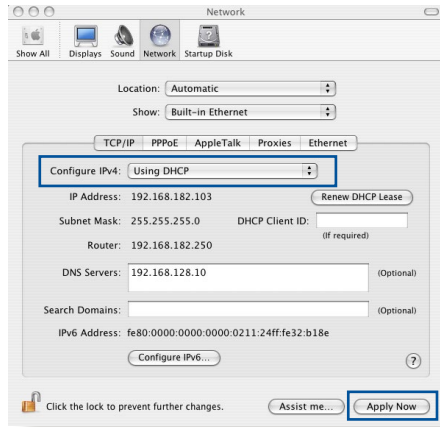 Network
Show All Displays Sound Network Startup Disk
Location: Automatic
Show: Built-in Ethernet
TCP/IP PPPoE AppleTalk Proxies Ethernet
Configure IPv4: Using DHCP
IP Address: 192.168.182.103 Renew DHCP Lease
Subnet Mask: 255.255.255.0 DHCP Client ID:
(If required)
Router: 192.168.182.250
DNS Servers: 192.168.128.10 (Optional)
Search Domains: (Optional)
IPv6 Address: fe80:0000:0000:0000:0211:24ff:fe32:b18e
Configure IPv6... ?
Click the lock to prevent further changes. Assist me... Apply Now